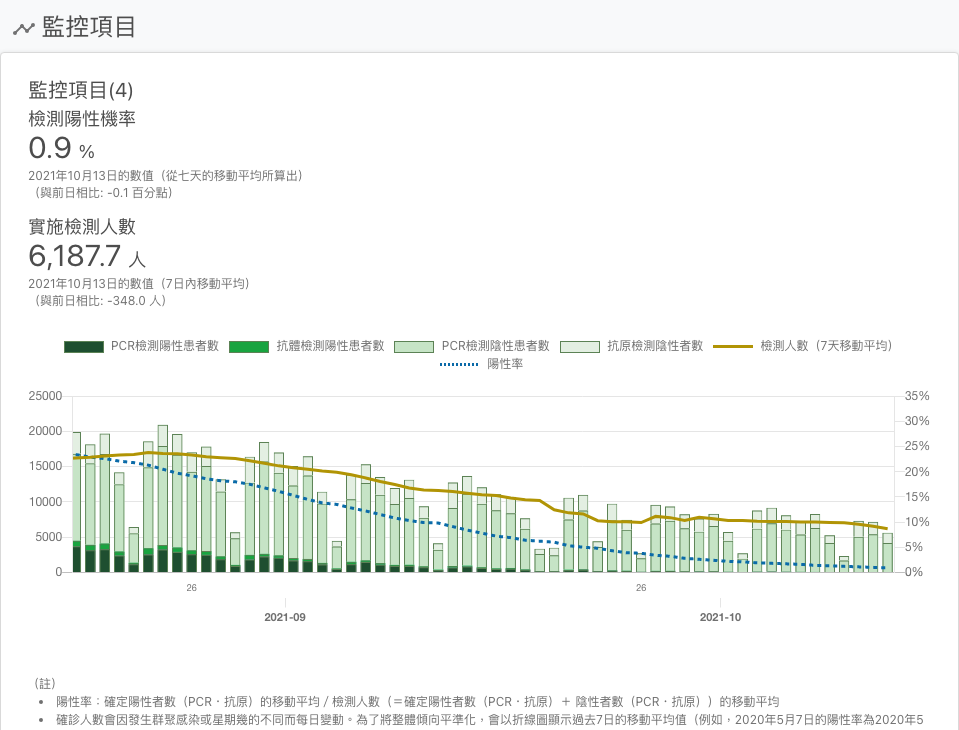 監控項目
監控項目(4)
檢測陽性機率
0.9 %
2021年10月13日的數值（從七天的移動平均所算出）
（與前日相比: -0.1 百分點）
實施檢測人數
6,187.7 人
2021年10月13日的數值（7日內移動平均）
（與前日相比: -348.0 人）
PCR檢測陽性患者數 抗體檢測陽性患者數 PCR檢測陰性患者數 抗原檢測陰性者數 檢測人數（7天移動平均）
陽性率
25000 35%
30%
20000
25%
15000 20%
15%
10000
10%
5000 5%
0 0%
26 26
2021-09 2021-10
（註）
• 陽性率：確定陽性者數（PCR・抗原）的移動平均 / 檢測人數（＝確定陽性者數（PCR・抗原）＋ 陰性者數（PCR・抗原））的移動平均
• 確診人數會因發生群聚感染或星期幾的不同而每日變動。為了將整體傾向平準化，會以折線圖顯示過去7日的移動平均值（例如，2020年5月7日的陽性率為2020年5